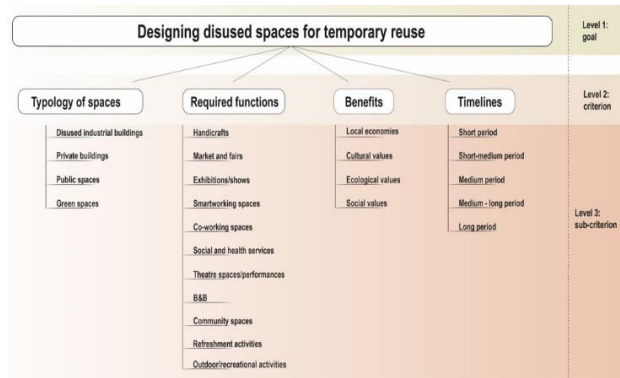 Designing disused spaces for temporary reuse
Level 1:
goal
Typology of spaces
Required functions
Benefits
Timelines
Level 2:
criterion
Disused industrial buildings
Private buildings
Public spaces
Green spaces
Handicrafts
Market and fairs
Exhibitions/shows
Smartworking spaces
Co-working spaces
Social and health services
Theatre spaces/performances
B&B
Community spaces
Refreshment activities
Outdoor/recreational activities
Local economies
Cultural values
Ecological values
Social values
Short period
Short-medium period
Medium period
Medium - long period
Long period
Level 3:
sub-criterion